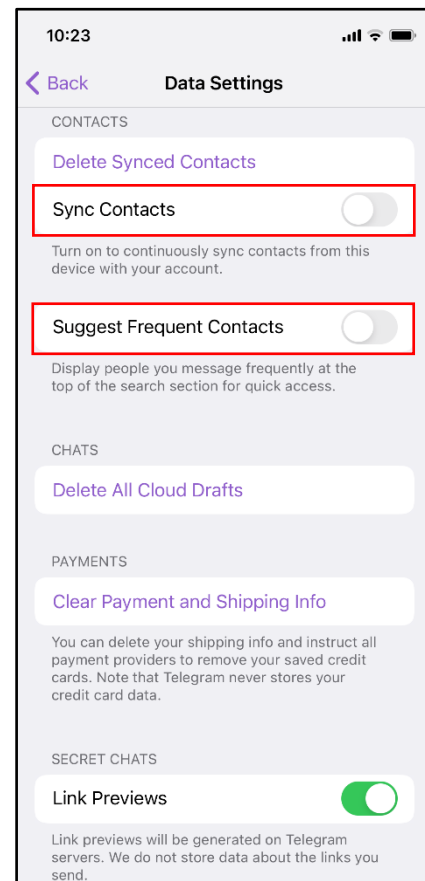 10:23
Back
Data Settings
CONTACTS
Delete Synced Contacts
Sync Contacts
Turn on to continuously sync contacts from this
device with your account.
Suggest Frequent Contacts
Display people you message frequently at the
top of the search section for quick access.
CHATS
Delete All Cloud Drafts
PAYMENTS
Clear Payment and Shipping Info
You can delete your shipping info and instruct all
payment providers to remove your saved credit
cards. Note that Telegram never stores your
credit card data.
SECRET CHATS
Link Previews
Link previews will be generated on Telegram
servers. We do not store data about the links you
send.